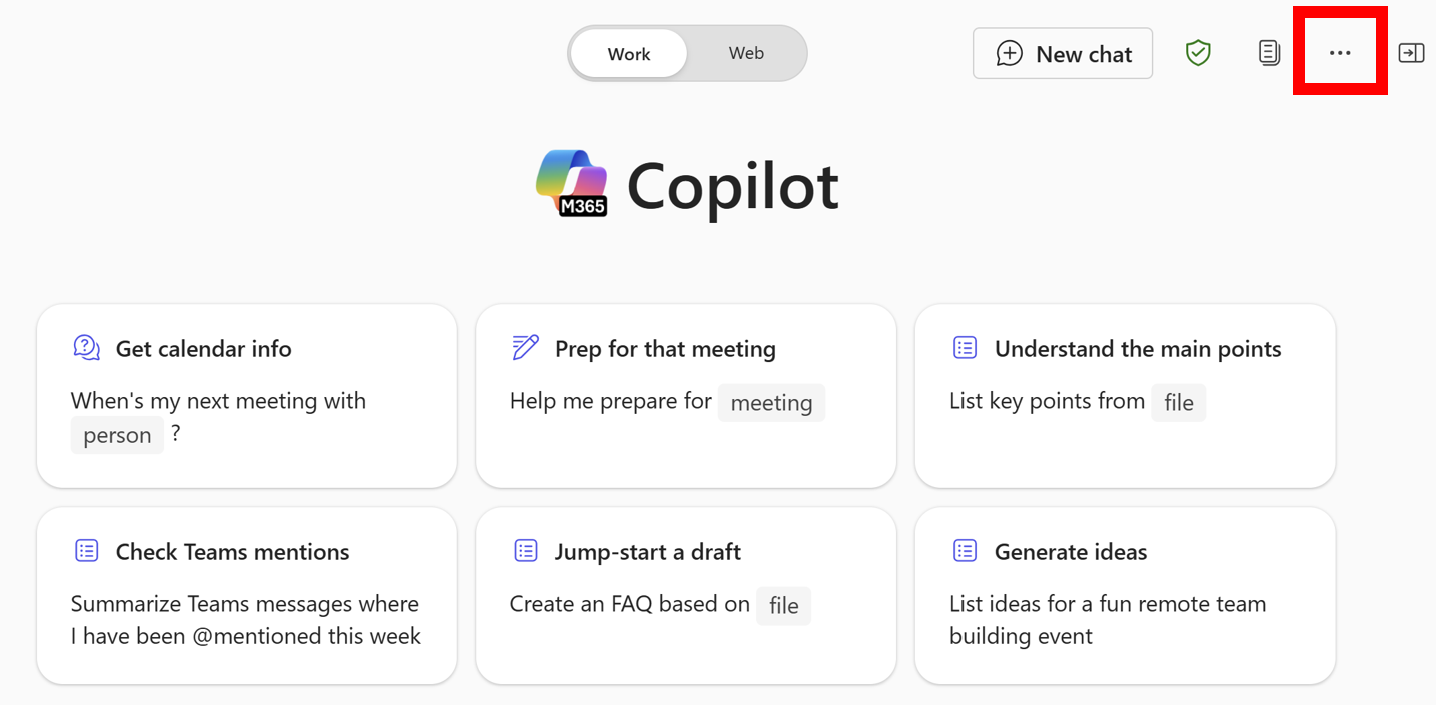 Work
Web
New chat
M365
Copilot
Get calendar info
When's my next meeting with
person ?
Prep for that meeting
Help me prepare for meeting
Understand the main points
List key points from file
Check Teams mentions
Summarize Teams messages where
I have been @mentioned this week
Jump-start a draft
Create an FAQ based on file
Generate ideas
List ideas for a fun remote team
building event